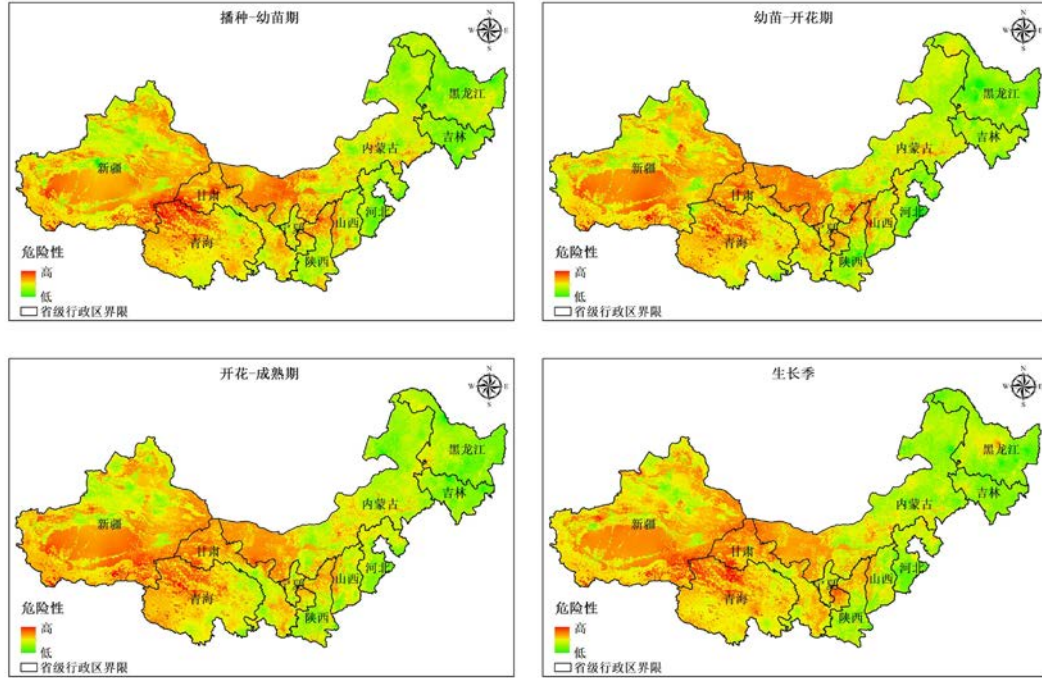 播种-幼苗期
N
W E
S
黑龙江
吉林
内蒙古
新疆
甘肃
河北
山西
青海
陕西
危险性
高
低
省级行政区界限
幼苗-开花期
N
W E
S
黑龙江
吉林
内蒙古
新疆
甘肃
河北
山西
青海
陕西
危险性
高
低
省级行政区界限
开花-成熟期
N
W E
S
黑龙江
吉林
内蒙古
新疆
甘肃
河北
山西
青海
陕西
危险性
高
低
省级行政区界限
生长季
N
W E
S
黑龙江
吉林
内蒙古
新疆
甘肃
河北
山西
青海
陕西
危险性
高
低
省级行政区界限